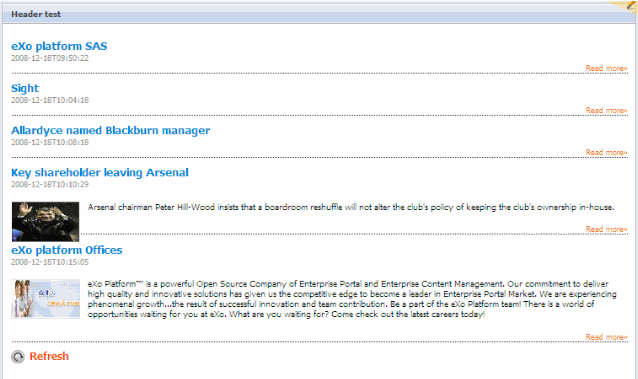 Header test
eXo platform SAS
2008-12-18T09:50:22
Read more»
Sight
2008-12-18T10:04:18
Read more»
Allardyce named Blackburn manager
2008-12-18T10:08:18
Read more»
Key shareholder leaving Arsenal
2008-12-18T10:10:29
Arsenal chairman Peter Hill-Wood insists that a boardroom reshuffle will not alter the club's policy of keeping the club's ownership in-house.
Read more»
eXo platform Offices
2008-12-18T10:15:05
eXo Platform™ is a powerful Open Source Company of Enterprise Portal and Enterprise Content Management. Our commitment to deliver
high quality and innovative solutions has given us the competitive edge to become a leader in Enterprise Portal Market. We are experiencing
phenomenal growth...the result of successful innovation and team contribution. Be a part of the eXo Platform team! There is a world of
opportunities waiting for you at eXo. What are you waiting for? Come check out the latest careers today!
Read more»
Refresh